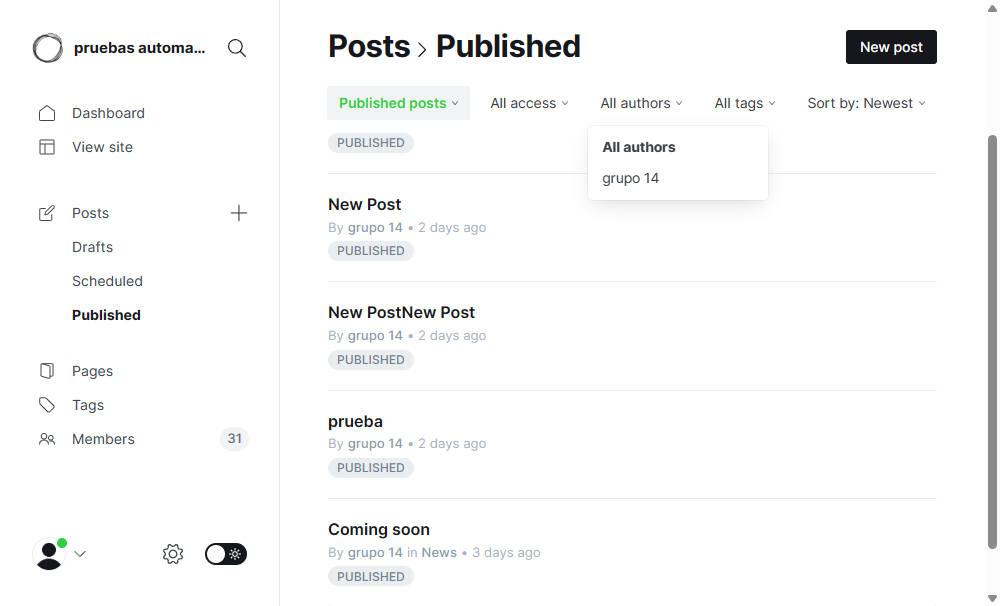 pruebas automa...
Dashboard
View site
Posts
Drafts
Scheduled
Published
Pages
Tags
Members 31
Posts > Published
New post
Published posts All access All authors All tags Sort by: Newest
All authors
grupo 14
PUBLISHED
New Post
By grupo 14 • 2 days ago
PUBLISHED
New PostNew Post
By grupo 14 • 2 days ago
PUBLISHED
prueba
By grupo 14 • 2 days ago
PUBLISHED
Coming soon
By grupo 14 in News • 3 days ago
PUBLISHED